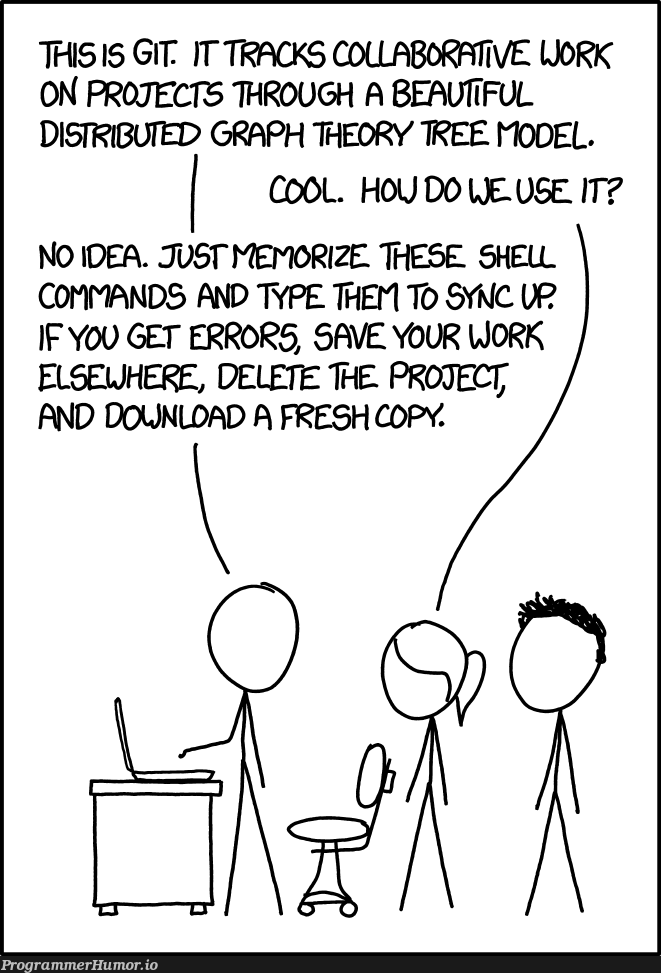 THIS IS GIT. IT TRACKS COLLABORATIVE WORK
ON PROJECTS THROUGH A BEAUTIFUL
DISTRIBUTED GRAPH THEORY TREE MODEL.
COOL. HOW DO WE USE IT?
NO IDEA. JUST MEMORIZE THESE SHELL
COMMANDS AND TYPE THEM TO SYNC UP.
IF YOU GET ERRORS, SAVE YOUR WORK
ELSEWHERE, DELETE THE PROJECT,
AND DOWNLOAD A FRESH COPY.
ProgrammerHumor.io